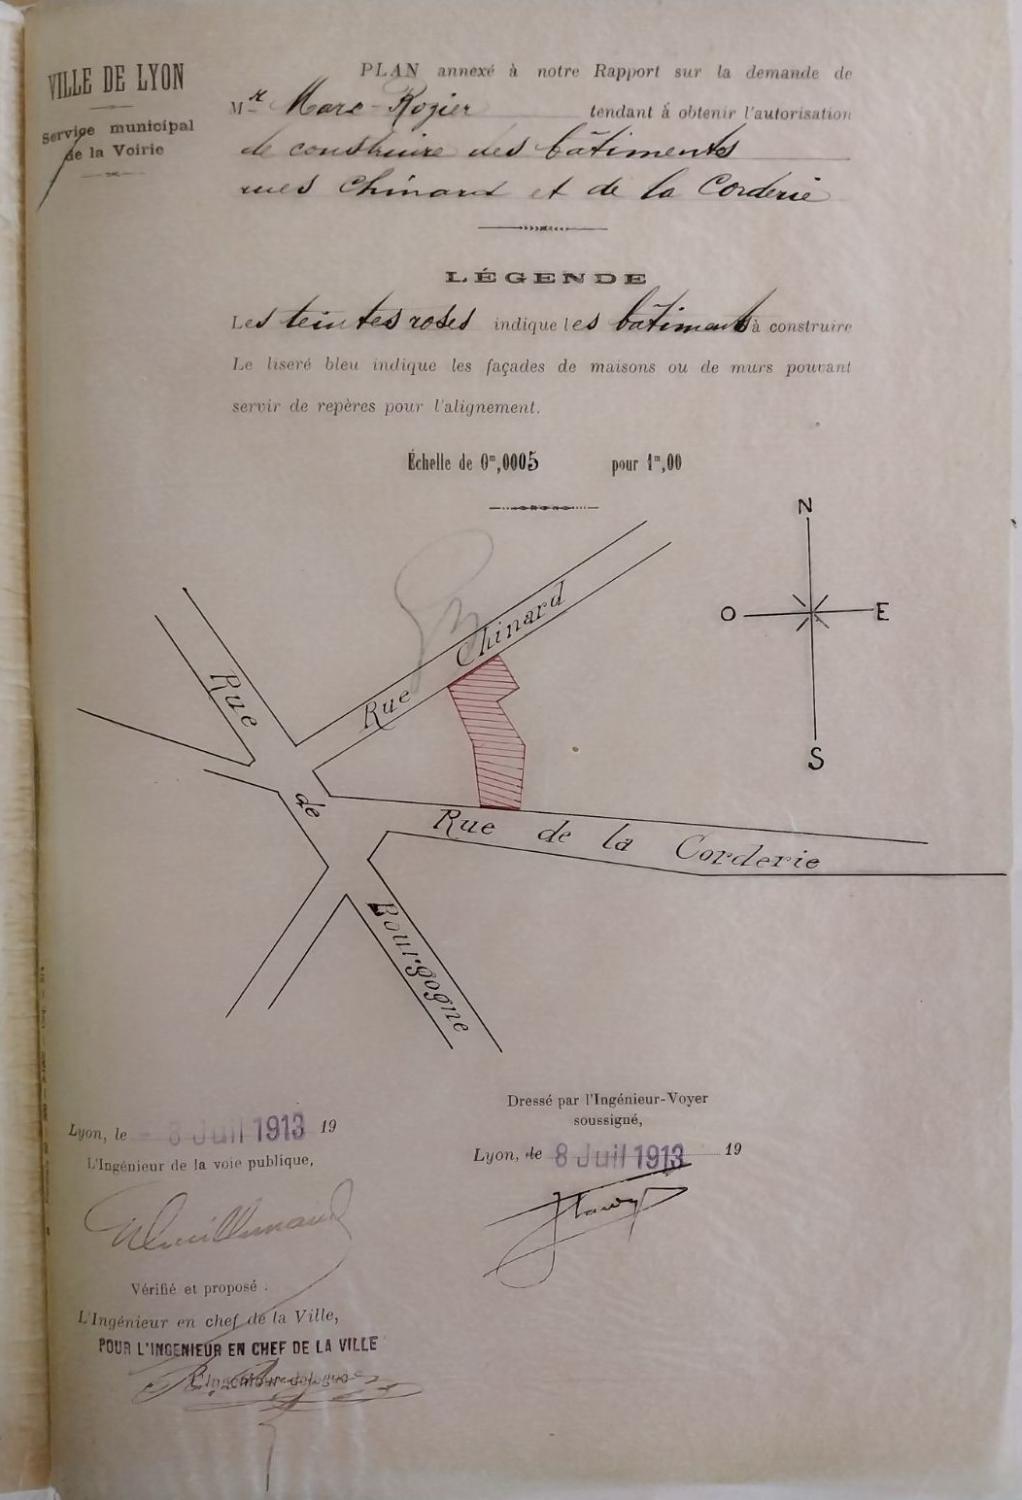 VILLE DE LYON
Service municipal
de la Voirie
PLAN annexé à notre Rapport sur la demande de
Mr Marc-Rozier tendant à obtenir l'autorisation
de construire des bâtiments
rues Chinard et de la Corderie
LÉGENDE
Les teintes roses indique les bâtiments à construire
Le liseré bleu indique les façades de maisons ou de murs pouvant
servir de repères pour l'alignement.
Échelle de 0m,0005 pour 1m,00
N
O E
S
Rue Chinard
Rue de Bourgogne
Rue de la Corderie
Dressé par l'Ingénieur-Voyer
soussigné,
Lyon, le 8 Juil 1913 19
Lyon, le 8 Juil 1913 19
L'Ingénieur de la voie publique,
Vérifié et proposé :
L'Ingénieur en chef de la Ville,
POUR L'INGENIEUR EN CHEF DE LA VILLE